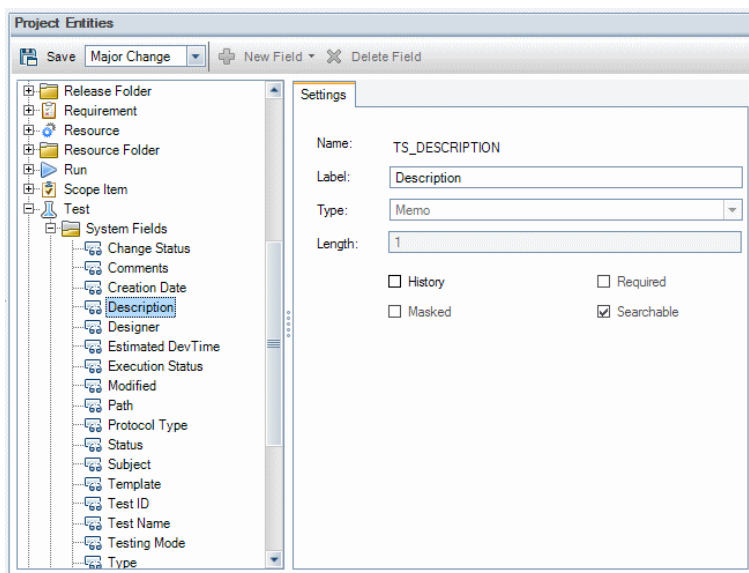 Project Entities
Save Major Change New Field Delete Field
Release Folder
Requirement
Resource
Resource Folder
Run
Scope Item
Test
System Fields
Change Status
Comments
Creation Date
Description
Designer
Estimated DevTime
Execution Status
Modified
Path
Protocol Type
Status
Subject
Template
Test ID
Test Name
Testing Mode
Type
Settings
Name: TS_DESCRIPTION
Label: Description
Type: Memo
Length: 1
History Required
Masked Searchable